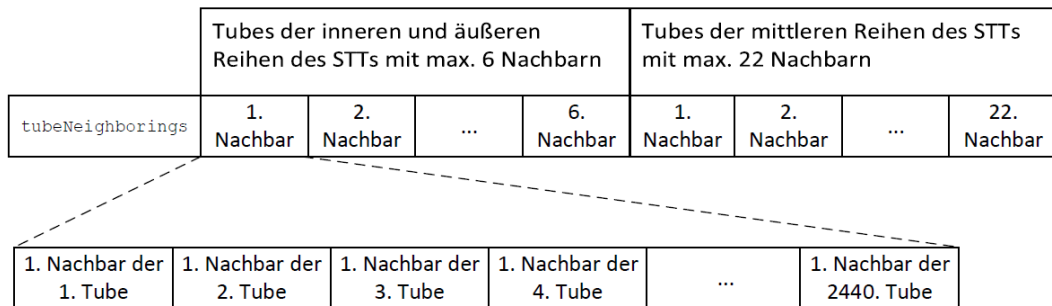 Tubes der inneren und äußeren
Reihen des STTs mit max. 6 Nachbarn
Tubes der mittleren Reihen des STTs
mit max. 22 Nachbarn
tubeNeighborings
1.
Nachbar
2.
Nachbar
...
6.
Nachbar
1.
Nachbar
2.
Nachbar
...
22.
Nachbar
1. Nachbar der
1. Tube
1. Nachbar der
2. Tube
1. Nachbar der
3. Tube
1. Nachbar der
4. Tube
...
1. Nachbar der
2440. Tube